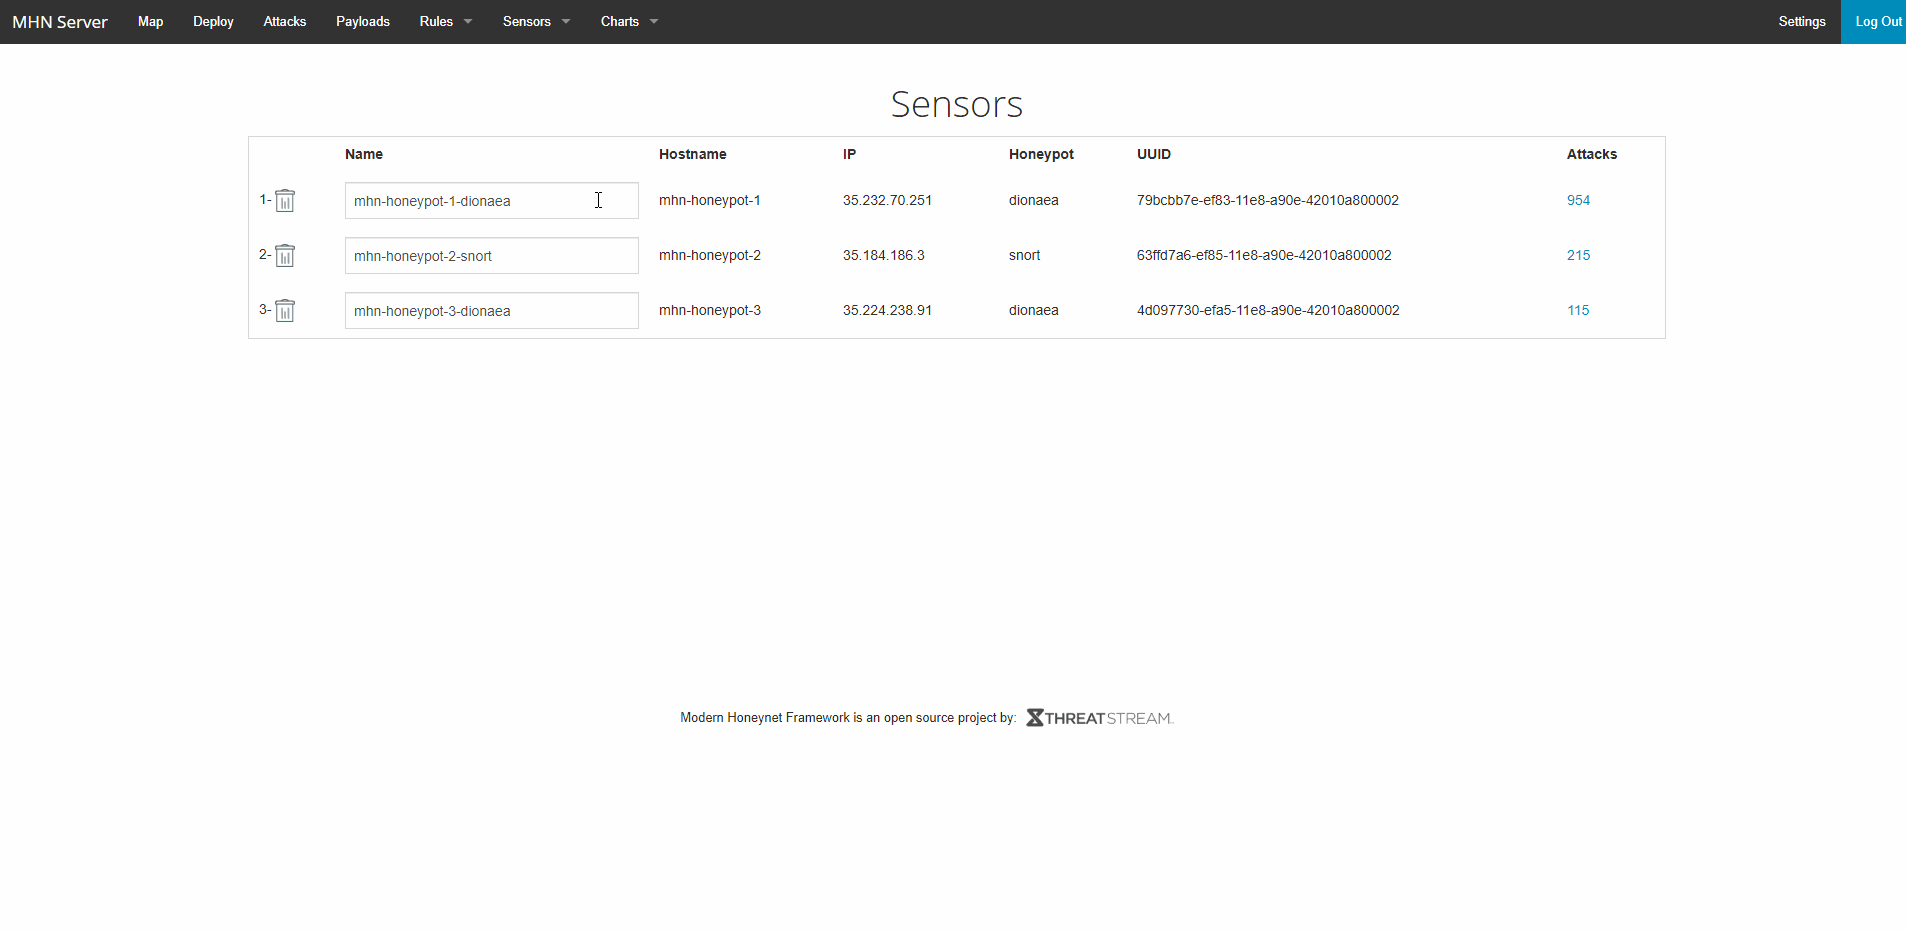 MHN Server Map Deploy Attacks Payloads Rules Sensors Charts Settings Log Out
Sensors
Name Hostname IP Honeypot UUID Attacks
1- mhn-honeypot-1-dionaea mhn-honeypot-1 35.232.70.251 dionaea 79bcbb7e-ef83-11e8-a90e-42010a800002 954
2- mhn-honeypot-2-snort mhn-honeypot-2 35.184.186.3 snort 63ffd7a6-ef85-11e8-a90e-42010a800002 215
3- mhn-honeypot-3-dionaea mhn-honeypot-3 35.224.238.91 dionaea 4d097730-efa5-11e8-a90e-42010a800002 115
Modern Honeynet Framework is an open source project by: THREATSTREAM